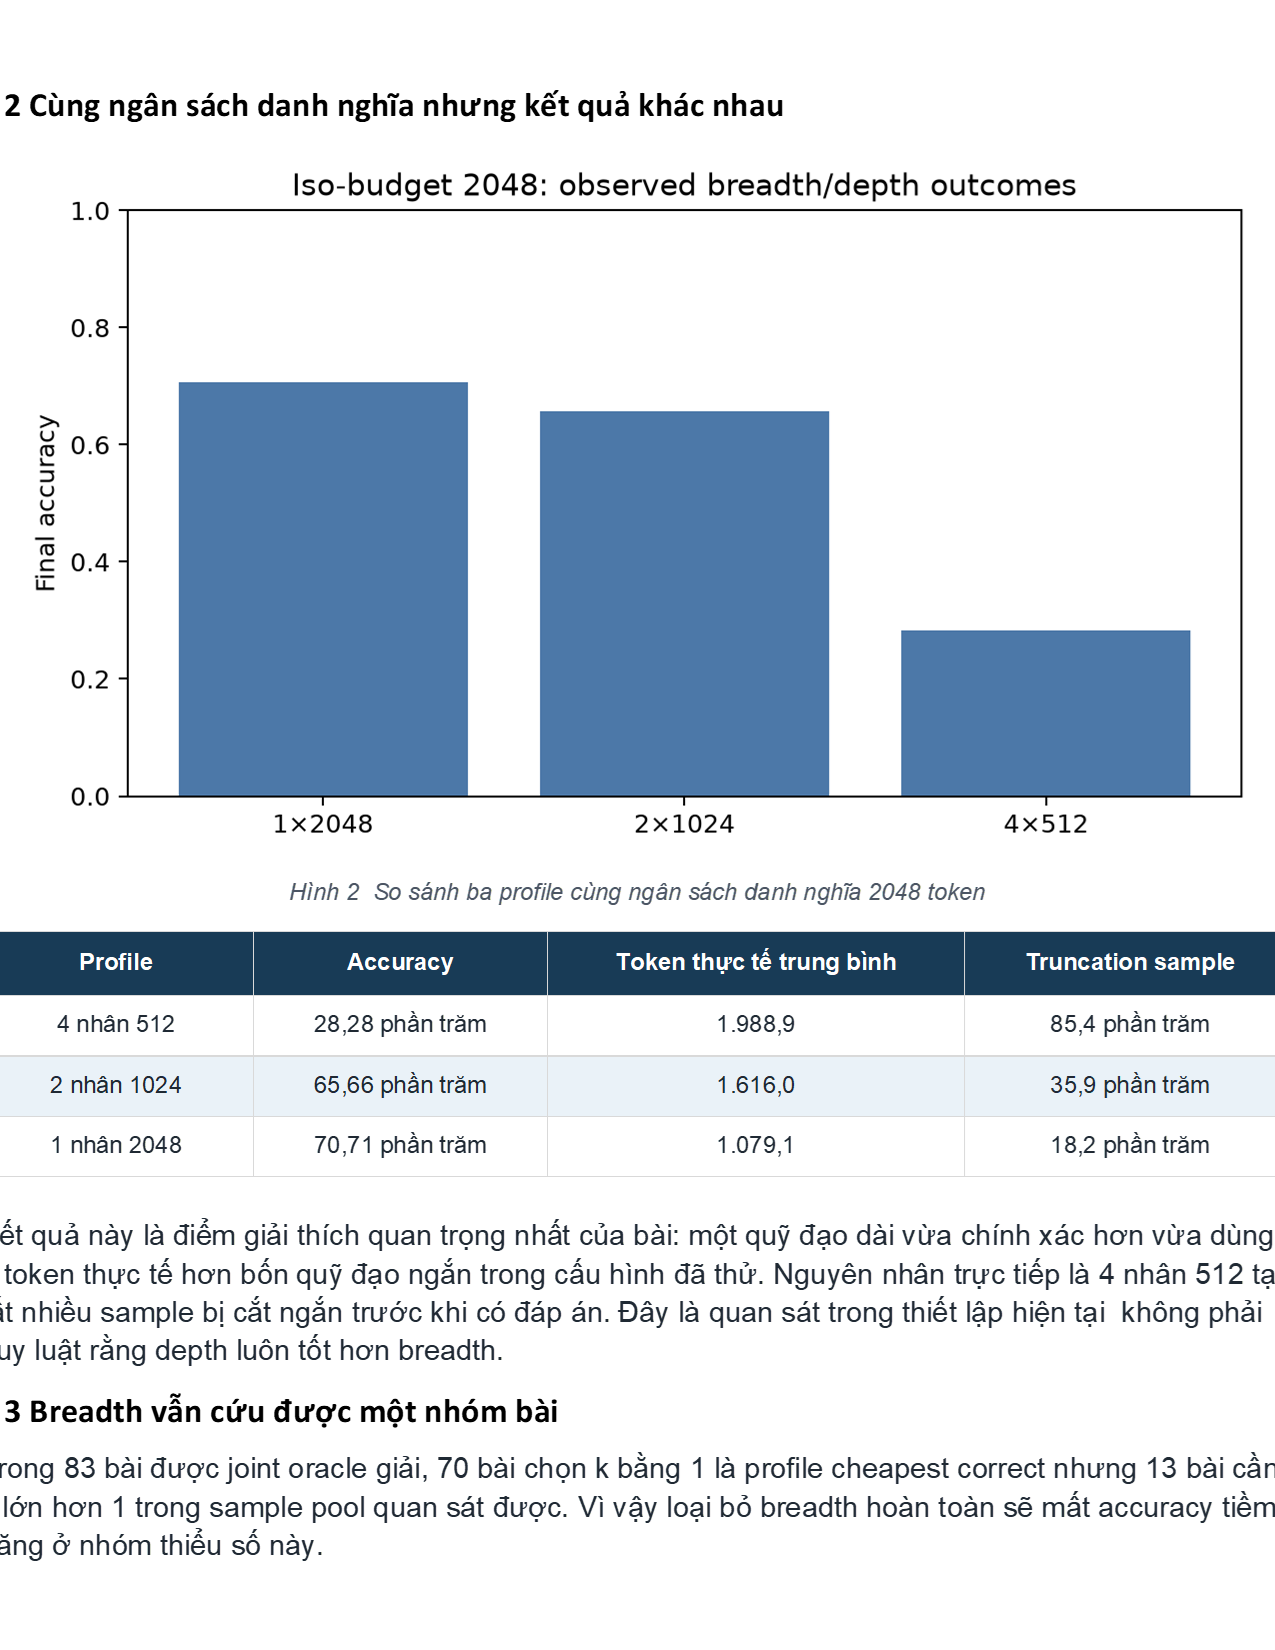 2 Cùng ngân sách danh nghĩa nhưng kết quả khác nhau
Iso-budget 2048: observed breadth/depth outcomes
1.0
0.8
0.6
0.4
0.2
0.0
Final accuracy
1×2048 2×1024 4×512
Hình 2 So sánh ba profile cùng ngân sách danh nghĩa 2048 token
Profile Accuracy Token thực tế trung bình Truncation sample
4 nhân 512 28,28 phần trăm 1.988,9 85,4 phần trăm
2 nhân 1024 65,66 phần trăm 1.616,0 35,9 phần trăm
1 nhân 2048 70,71 phần trăm 1.079,1 18,2 phần trăm
ết quả này là điểm giải thích quan trọng nhất của bài: một quỹ đạo dài vừa chính xác hơn vừa dùng
token thực tế hơn bốn quỹ đạo ngắn trong cấu hình đã thử. Nguyên nhân trực tiếp là 4 nhân 512 tạ
ất nhiều sample bị cắt ngắn trước khi có đáp án. Đây là quan sát trong thiết lập hiện tại không phải
uy luật rằng depth luôn tốt hơn breadth.
3 Breadth vẫn cứu được một nhóm bài
rong 83 bài được joint oracle giải, 70 bài chọn k bằng 1 là profile cheapest correct nhưng 13 bài cần
lớn hơn 1 trong sample pool quan sát được. Vì vậy loại bỏ breadth hoàn toàn sẽ mất accuracy tiềm
ăng ở nhóm thiểu số này.